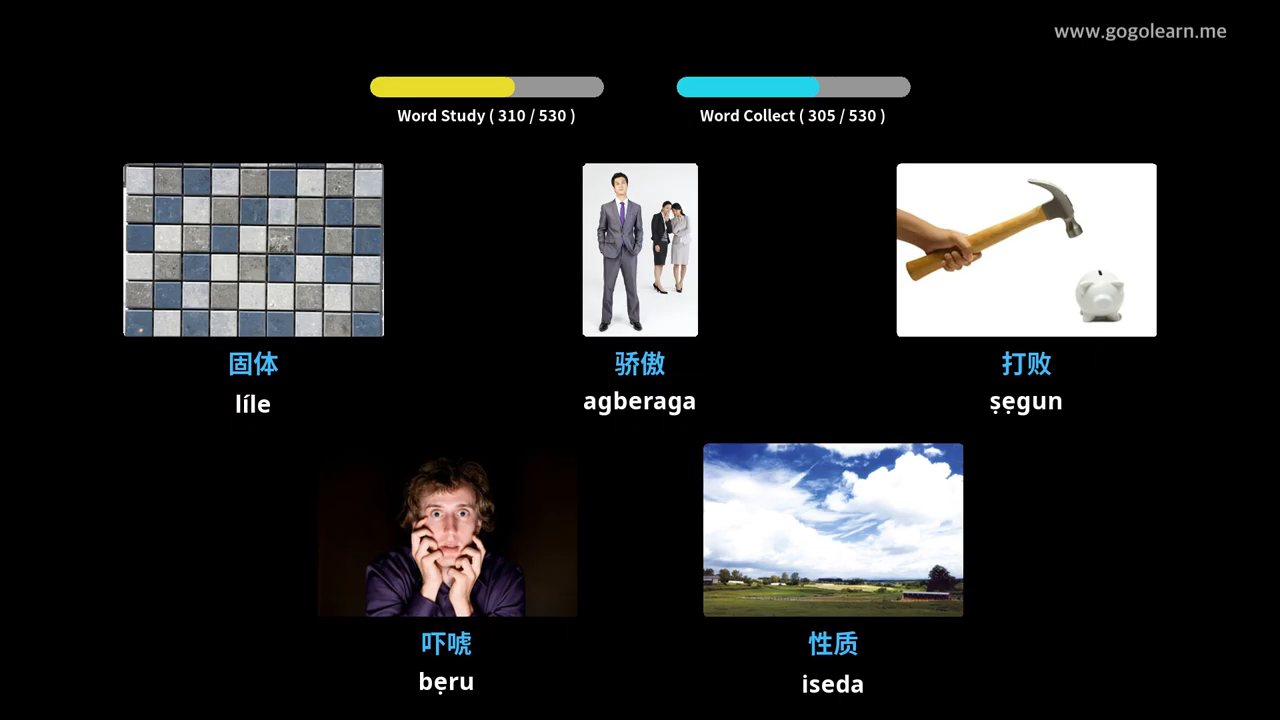 www.gogolearn.me
Word Study ( 310 / 530 )
Word Collect ( 305 / 530 )
固体
líle
骄傲
agberaga
打败
ṣẹgun
吓唬
bẹru
性质
iseda